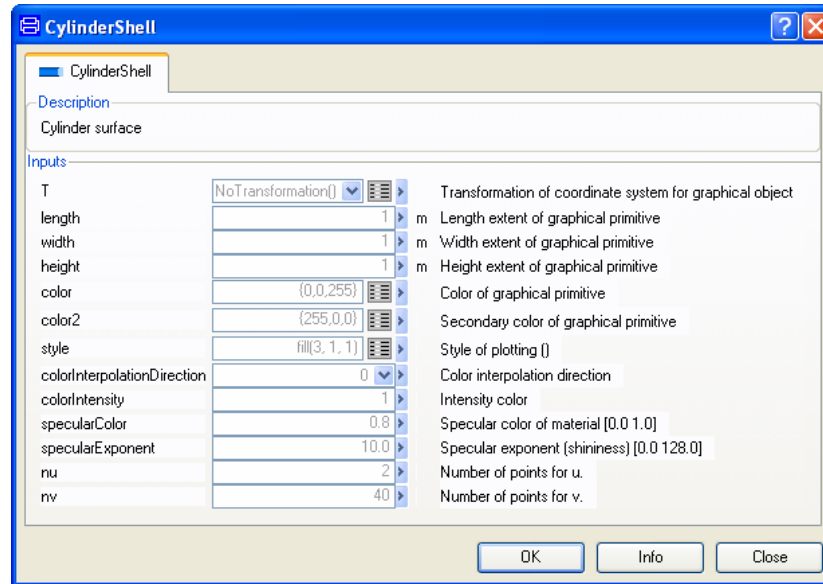 CylinderShell
CylinderShell
Description
Cylinder surface
Inputs
T NoTransformation() Transformation of coordinate system for graphical object
length 1 m Length extent of graphical primitive
width 1 m Width extent of graphical primitive
height 1 m Height extent of graphical primitive
color {0,0,255} Color of graphical primitive
color2 {255,0,0} Secondary color of graphical primitive
style fill(3, 1, 1) Style of plotting ()
colorInterpolationDirection 0 Color interpolation direction
colorIntensity 1 Intensity color
specularColor 0.8 Specular color of material [0.0 1.0]
specularExponent 10.0 Specular exponent (shininess) [0.0 128.0]
nu 2 Number of points for u.
nv 40 Number of points for v.
OK Info Close